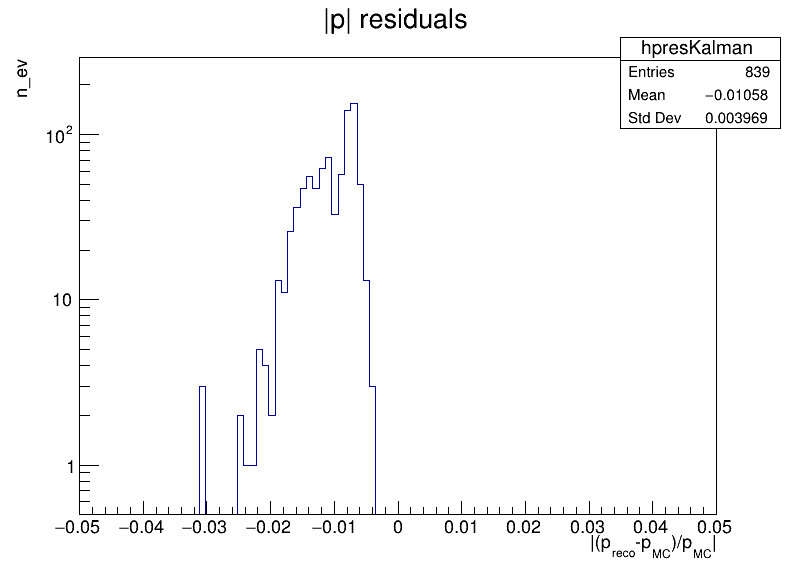 |p| residuals
hpresKalman
Entries 839
Mean −0.01058
Std Dev 0.003969
n_ev
10²
10
1
−0.05 −0.04 −0.03 −0.02 −0.01 0 0.01 0.02 0.03 0.04 0.05
|(p_reco-p_MC)/p_MC|